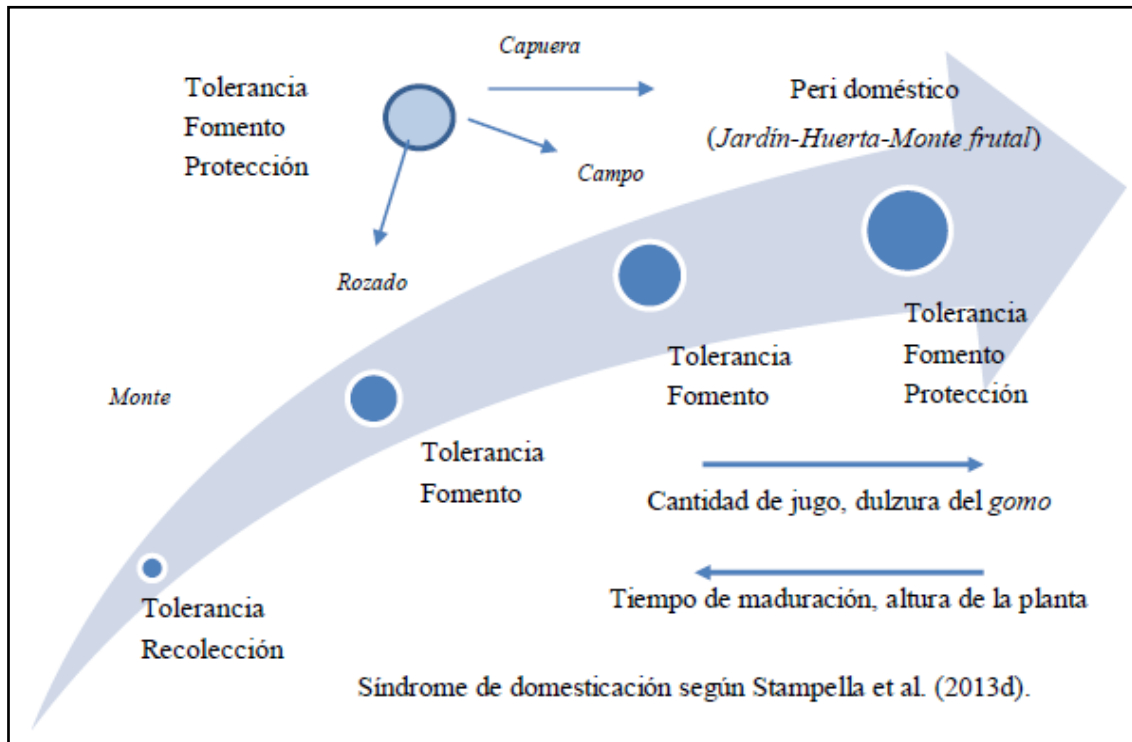 Capuera
Tolerancia
Fomento
Protección
Peri doméstico
(Jardín-Huerta-Monte frutal)
Campo
Rozado
Monte
Tolerancia
Fomento
Protección
Tolerancia
Fomento
Tolerancia
Fomento
Cantidad de jugo, dulzura del gomo
Tiempo de maduración, altura de la planta
Tolerancia
Recolección
Síndrome de domesticación según Stampella et al. (2013d).